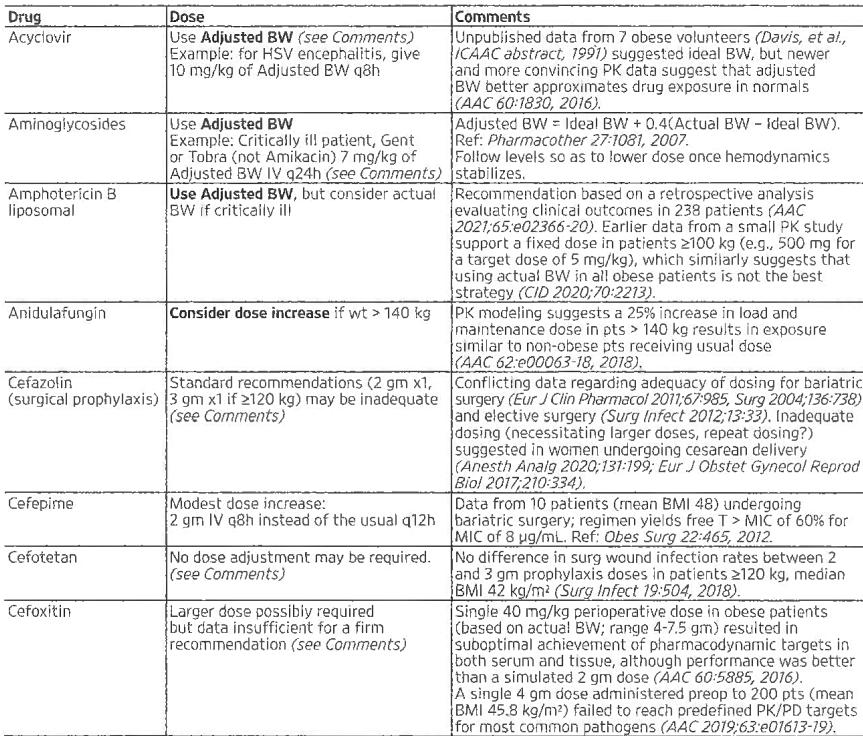 Drug Dose Comments
Acyclovir Use Adjusted BW (see Comments) Unpublished data from 7 obese volunteers (Davis, et al.,
Example: for HSV encephalitis, give ICAAC abstract, 1991) suggested ideal BW, but newer
10 mg/kg of Adjusted BW q8h and more convincing PK data suggest that adjusted
BW better approximates drug exposure in normals
(AAC 60:1830, 2016).
Aminoglycosides Use Adjusted BW Adjusted BW = Ideal BW + 0.4(Actual BW – Ideal BW).
Example: Critically ill patient, Gent Ref: Pharmacother 27:1081, 2007.
or Tobra (not Amikacin) 7 mg/kg of Follow levels so as to lower dose once hemodynamics
Adjusted BW IV q24h (see Comments) stabilizes.
Amphotericin B Use Adjusted BW, but consider actual Recommendation based on a retrospective analysis
liposomal BW if critically ill evaluating clinical outcomes in 238 patients (AAC
2021;65:e02366-20). Earlier data from a small PK study
support a fixed dose in patients ≥100 kg (e.g., 500 mg for
a target dose of 5 mg/kg), which similarly suggests that
using actual BW in all obese patients is not the best
strategy (CID 2020;70:2213).
Anidulafungin Consider dose increase if wt > 140 kg PK modeling suggests a 25% increase in load and
maintenance dose in pts > 140 kg results in exposure
similar to non-obese pts receiving usual dose
(AAC 62:e00063-18, 2018).
Cefazolin Standard recommendations (2 gm x1, Conflicting data regarding adequacy of dosing for bariatric
(surgical prophylaxis) 3 gm x1 if ≥120 kg) may be inadequate surgery (Eur J Clin Pharmacol 2011;67:985, Surg 2004;136:738)
(see Comments) and elective surgery (Surg Infect 2012;13:33). Inadequate
dosing (necessitating larger doses, repeat dosing?)
suggested in women undergoing cesarean delivery
(Anesth Analg 2020;131:199; Eur J Obstet Gynecol Reprod
Biol 2017;210:334).
Cefepime Modest dose increase: Data from 10 patients (mean BMI 48) undergoing
2 gm IV q8h instead of the usual q12h bariatric surgery; regimen yields free T > MIC of 60% for
MIC of 8 µg/mL. Ref: Obes Surg 22:465, 2012.
Cefotetan No dose adjustment may be required. No difference in surg wound infection rates between 2
(see Comments) and 3 gm prophylaxis doses in patients ≥120 kg, median
BMI 42 kg/m² (Surg Infect 19:504, 2018).
Cefoxitin Larger dose possibly required Single 40 mg/kg perioperative dose in obese patients
but data insufficient for a firm (based on actual BW; range 4-7.5 gm) resulted in
recommendation (see Comments) suboptimal achievement of pharmacodynamic targets in
both serum and tissue, although performance was better
than a simulated 2 gm dose (AAC 60:5885, 2016).
A single 4 gm dose administered preop to 200 pts (mean
BMI 45.8 kg/m²) failed to reach predefined PK/PD targets
for most common pathogens (AAC 2019;63:e01613-19).